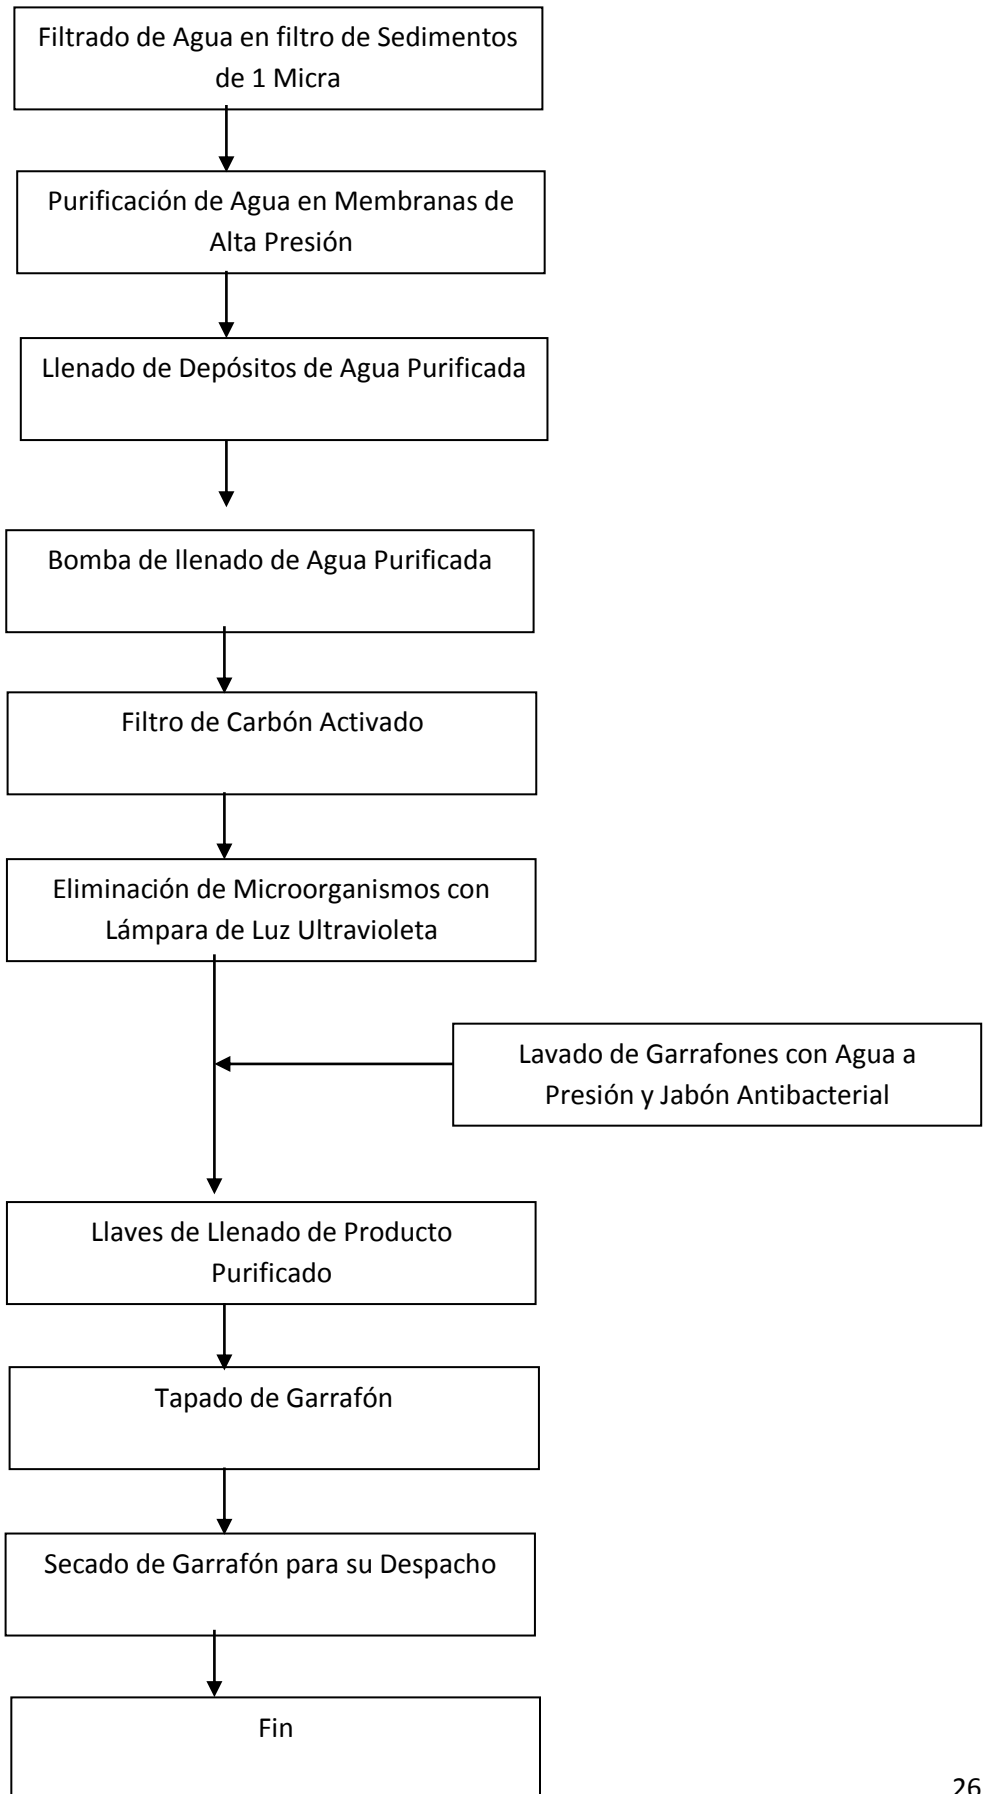 Filtrado de Agua en filtro de Sedimentos
de 1 Micra
Purificación de Agua en Membranas de
Alta Presión
Llenado de Depósitos de Agua Purificada
Bomba de llenado de Agua Purificada
Filtro de Carbón Activado
Eliminación de Microorganismos con
Lámpara de Luz Ultravioleta
Lavado de Garrafones con Agua a
Presión y Jabón Antibacterial
Llaves de Llenado de Producto
Purificado
Tapado de Garrafón
Secado de Garrafón para su Despacho
Fin
26